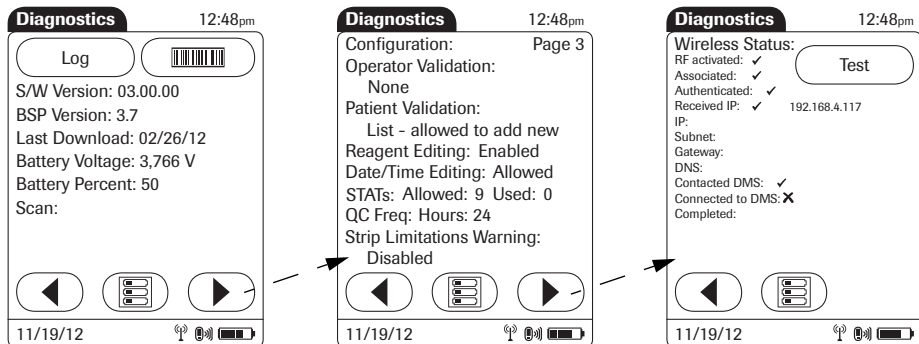 Diagnostics 12:48pm
Log
S/W Version: 03.00.00
BSP Version: 3.7
Last Download: 02/26/12
Battery Voltage: 3,766 V
Battery Percent: 50
Scan:
11/19/12
Diagnostics 12:48pm
Configuration: Page 3
Operator Validation:
None
Patient Validation:
List - allowed to add new
Reagent Editing: Enabled
Date/Time Editing: Allowed
STATs: Allowed: 9 Used: 0
QC Freq: Hours: 24
Strip Limitations Warning:
Disabled
11/19/12
Diagnostics 12:48pm
Wireless Status:
RF activated: ✓
Test
Associated: ✓
Authenticated: ✓
Received IP: ✓ 192.168.4.117
IP:
Subnet:
Gateway:
DNS:
Contacted DMS: ✓
Connected to DMS: ✗
Completed:
11/19/12